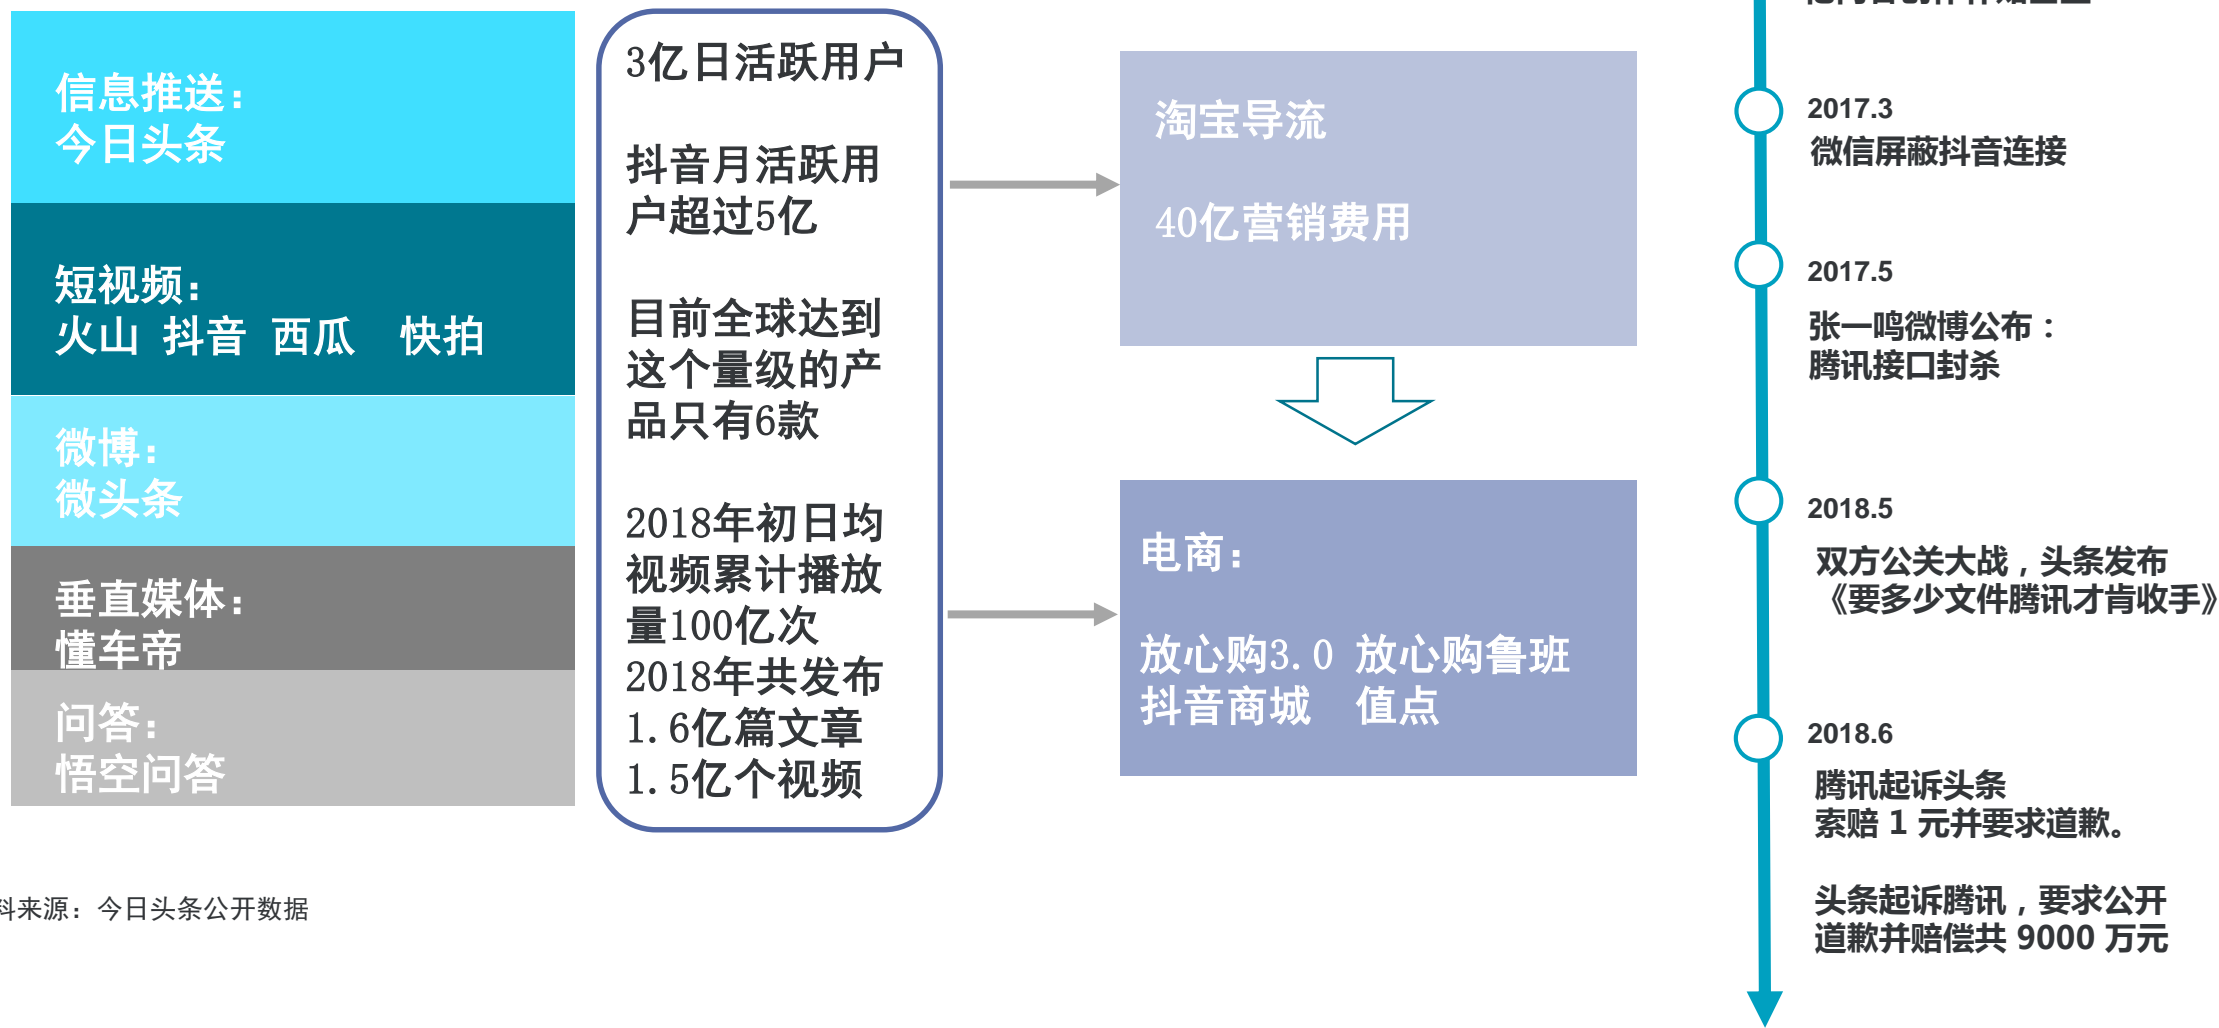 信息推送：
今日头条
短视频：
火山 抖音 西瓜 快拍
微博：
微头条
垂直媒体：
懂车帝
问答：
悟空问答
3亿日活跃用户
抖音月活跃用
户超过5亿
目前全球达到
这个量级的产
品只有6款
2018年初日均
视频累计播放
量100亿次
2018年共发布
1.6亿篇文章
1.5亿个视频
淘宝导流
40亿营销费用
电商：
放心购3.0 放心购鲁班
抖音商城 值点
2017.3
微信屏蔽抖音连接
2017.5
张一鸣微博公布：
腾讯接口封杀
2018.5
双方公关大战，头条发布
《要多少文件腾讯才肯收手》
2018.6
腾讯起诉头条
索赔 1 元并要求道歉。
头条起诉腾讯，要求公开
道歉并赔偿共 9000 万元
料来源：今日头条公开数据